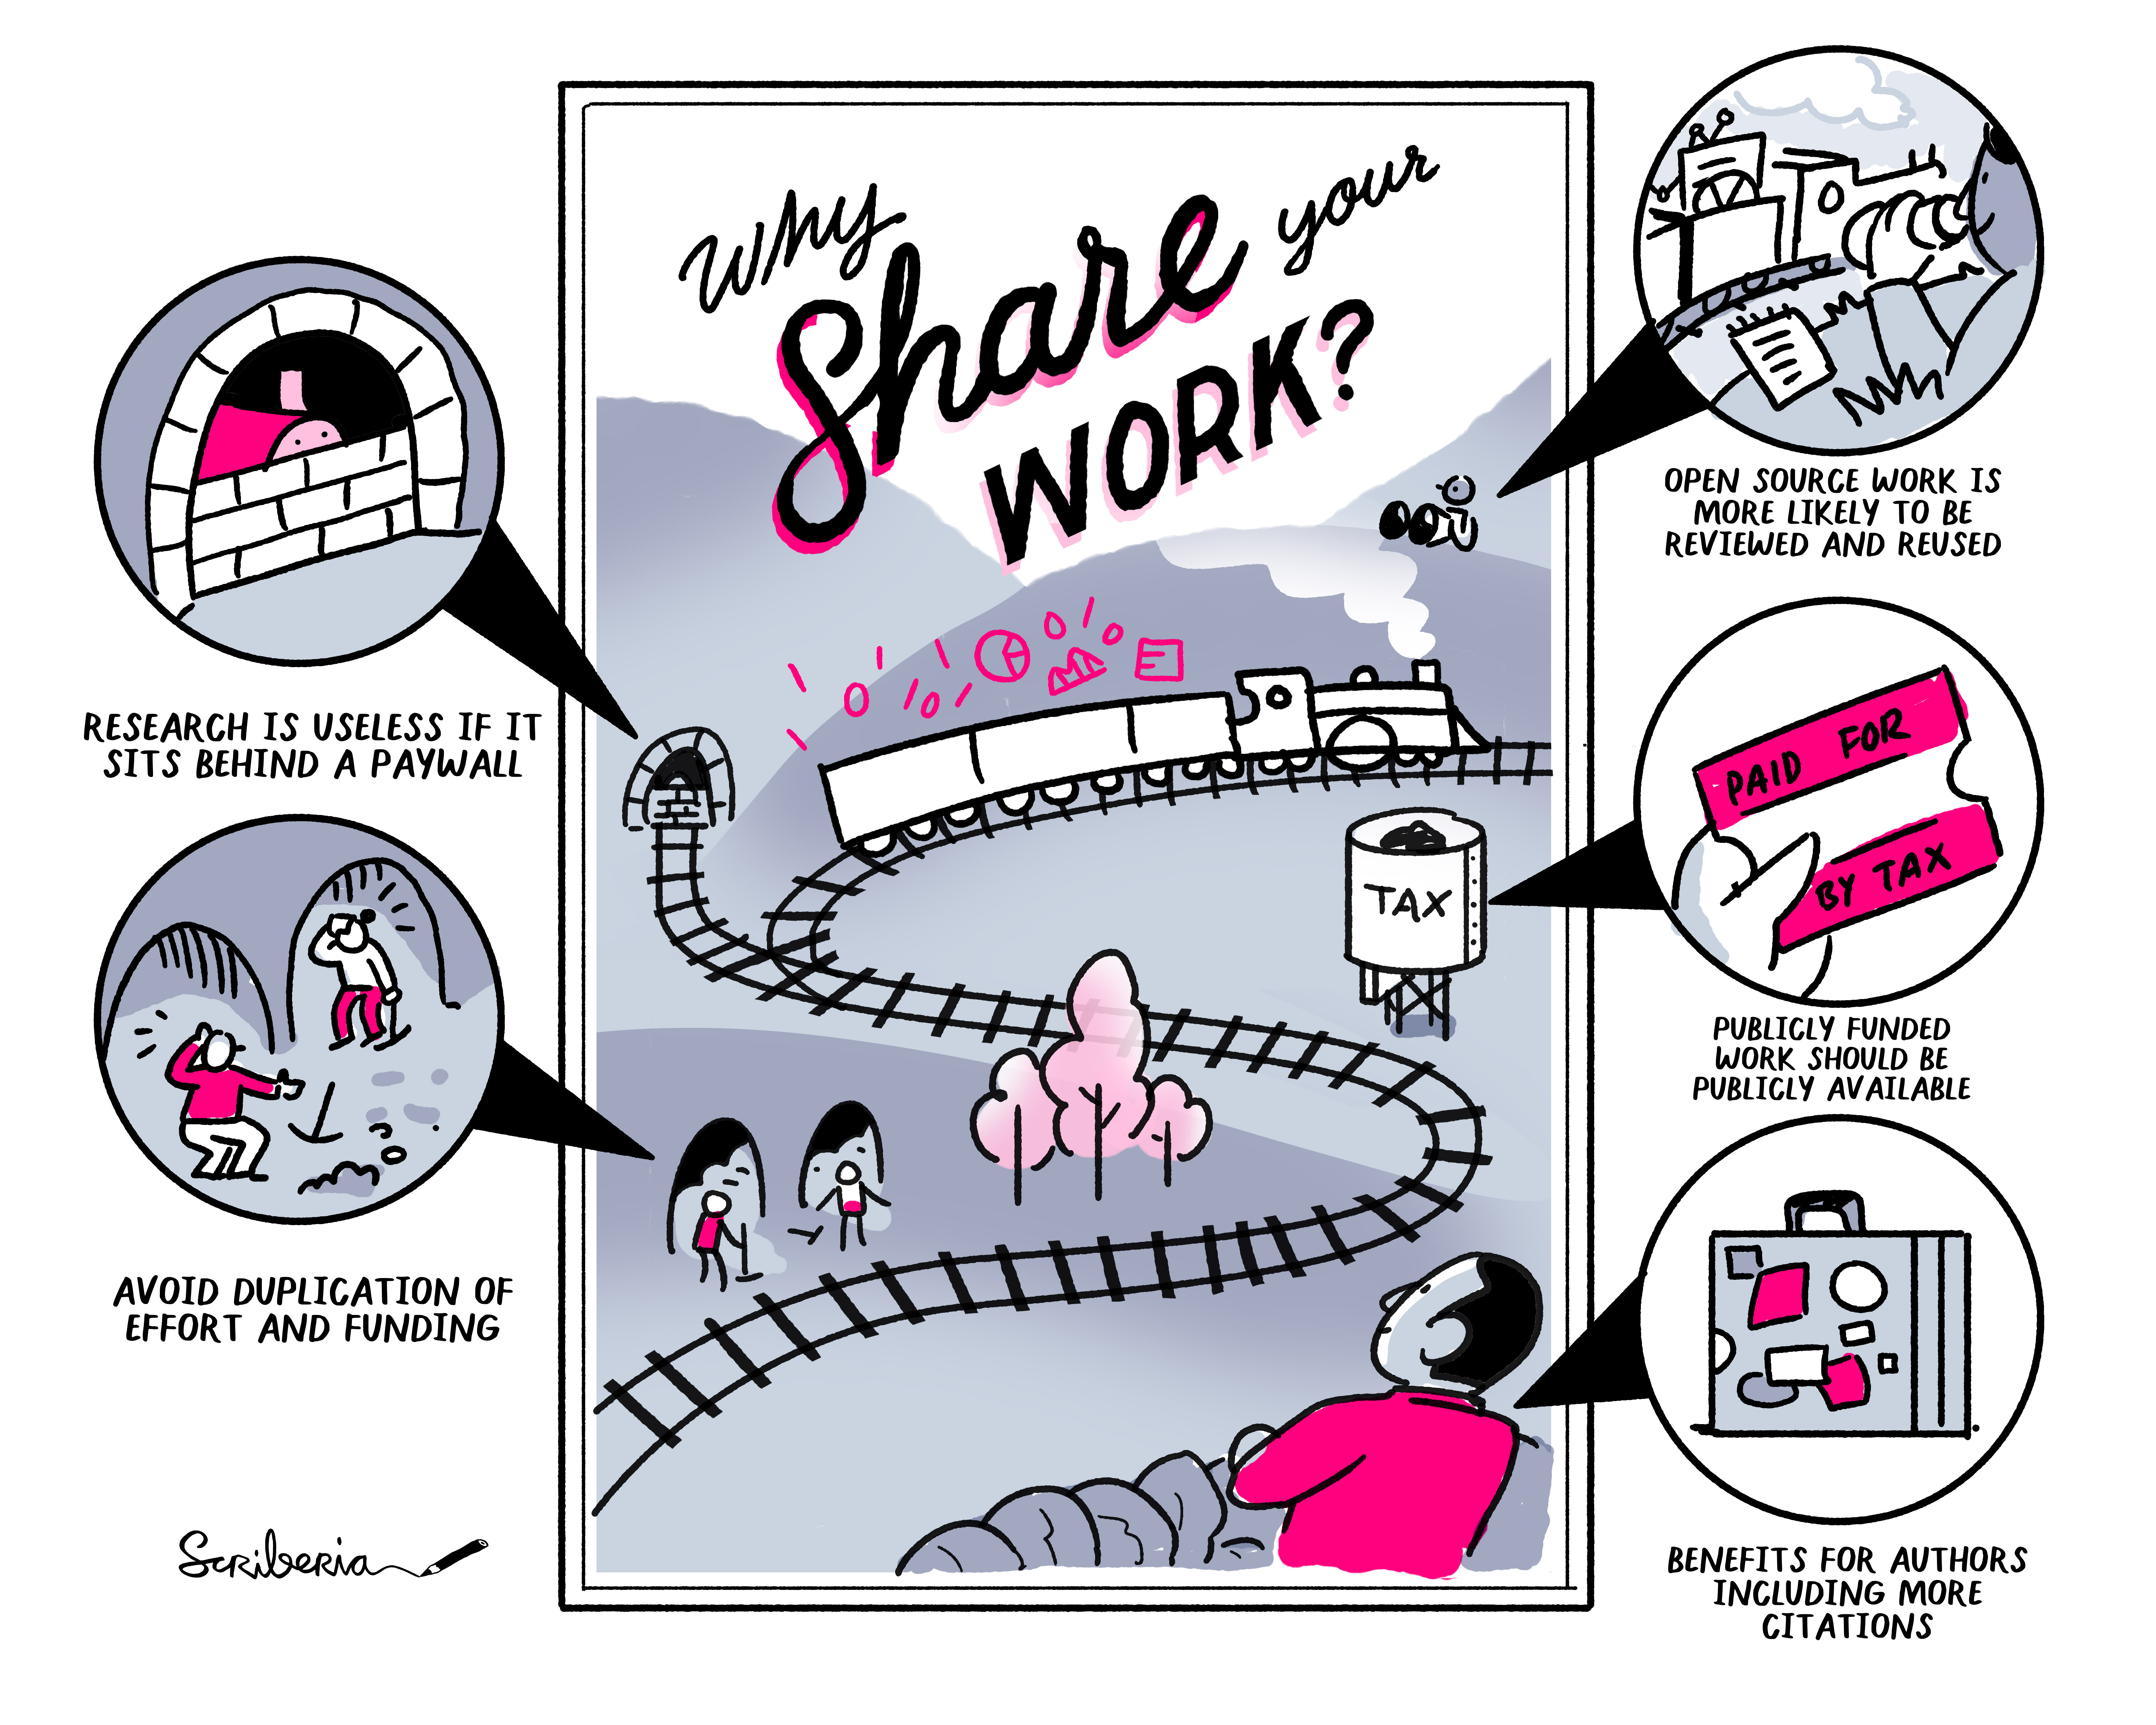 Why
Share your
WORK?
RESEARCH IS USELESS IF IT
SITS BEHIND A PAYWALL
AVOID DUPLICATION OF
EFFORT AND FUNDING
Scriberia
TAX
OPEN SOURCE WORK IS
MORE LIKELY TO BE
REVIEWED AND REUSED
PAID FOR
BY TAX
PUBLICLY FUNDED
WORK SHOULD BE
PUBLICLY AVAILABLE
BENEFITS FOR AUTHORS
INCLUDING MORE
CITATIONS